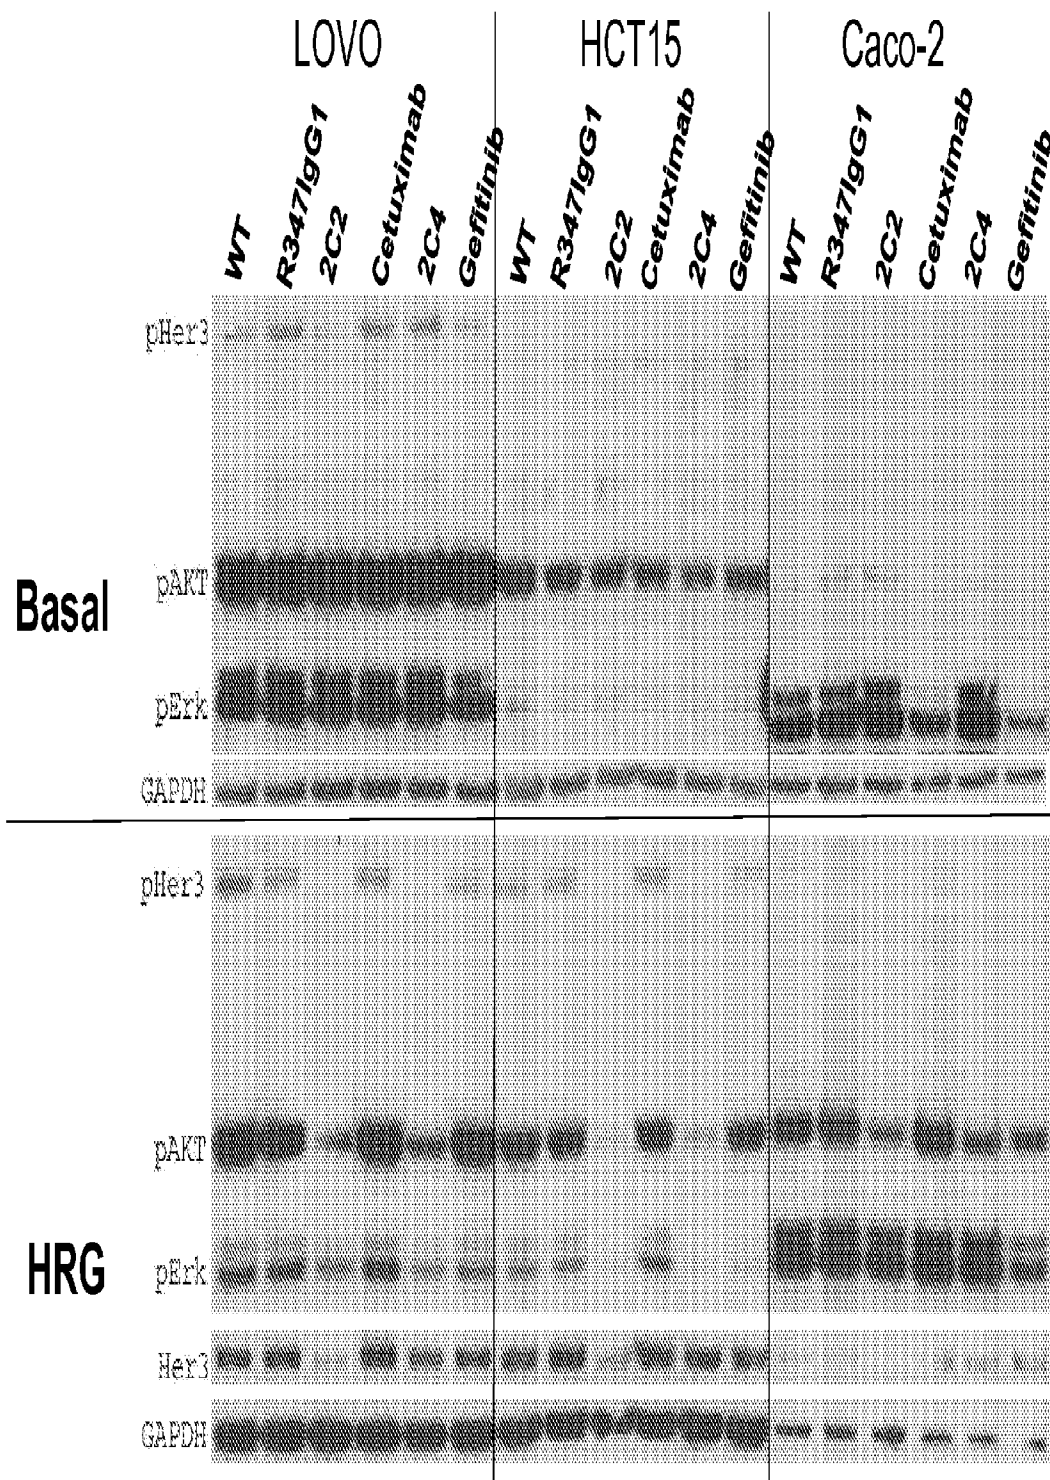 LOVO HCT15 Caco-2
WT R347IgG1 2C2 Cetuximab 2C4 Gefitinib WT R347IgG1 2C2 Cetuximab 2C4 Gefitinib WT R347IgG1 2C2 Cetuximab 2C4 Gefitinib
pHer3
Basal
pAKT
pErk
GAPDH
pHer3
pAKT
HRG
pErk
Her3
GAPDH